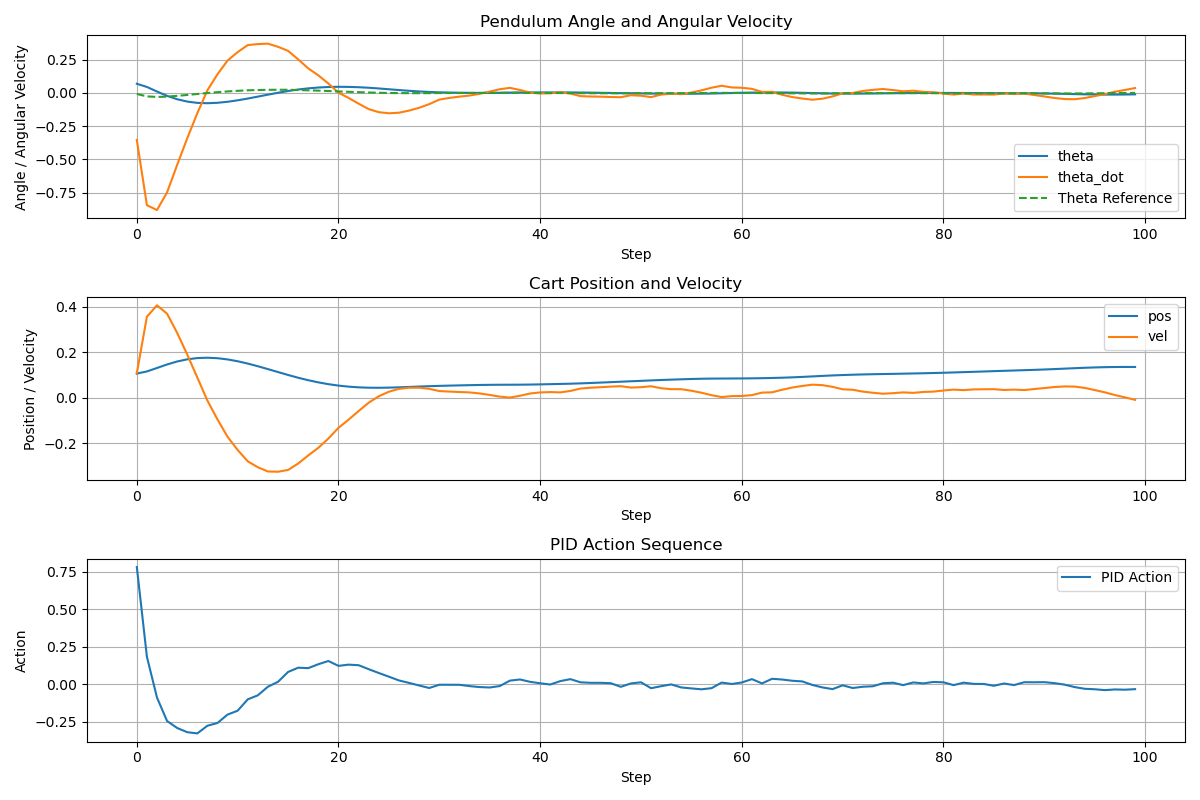 Pendulum Angle and Angular Velocity
Angle / Angular Velocity
0.25
0.00
−0.25
−0.50
−0.75
theta
theta_dot
Theta Reference
0 20 40 60 80 100
Step
Cart Position and Velocity
Position / Velocity
0.4
0.2
0.0
−0.2
pos
vel
0 20 40 60 80 100
Step
PID Action Sequence
Action
0.75
0.50
0.25
0.00
−0.25
PID Action
0 20 40 60 80 100
Step